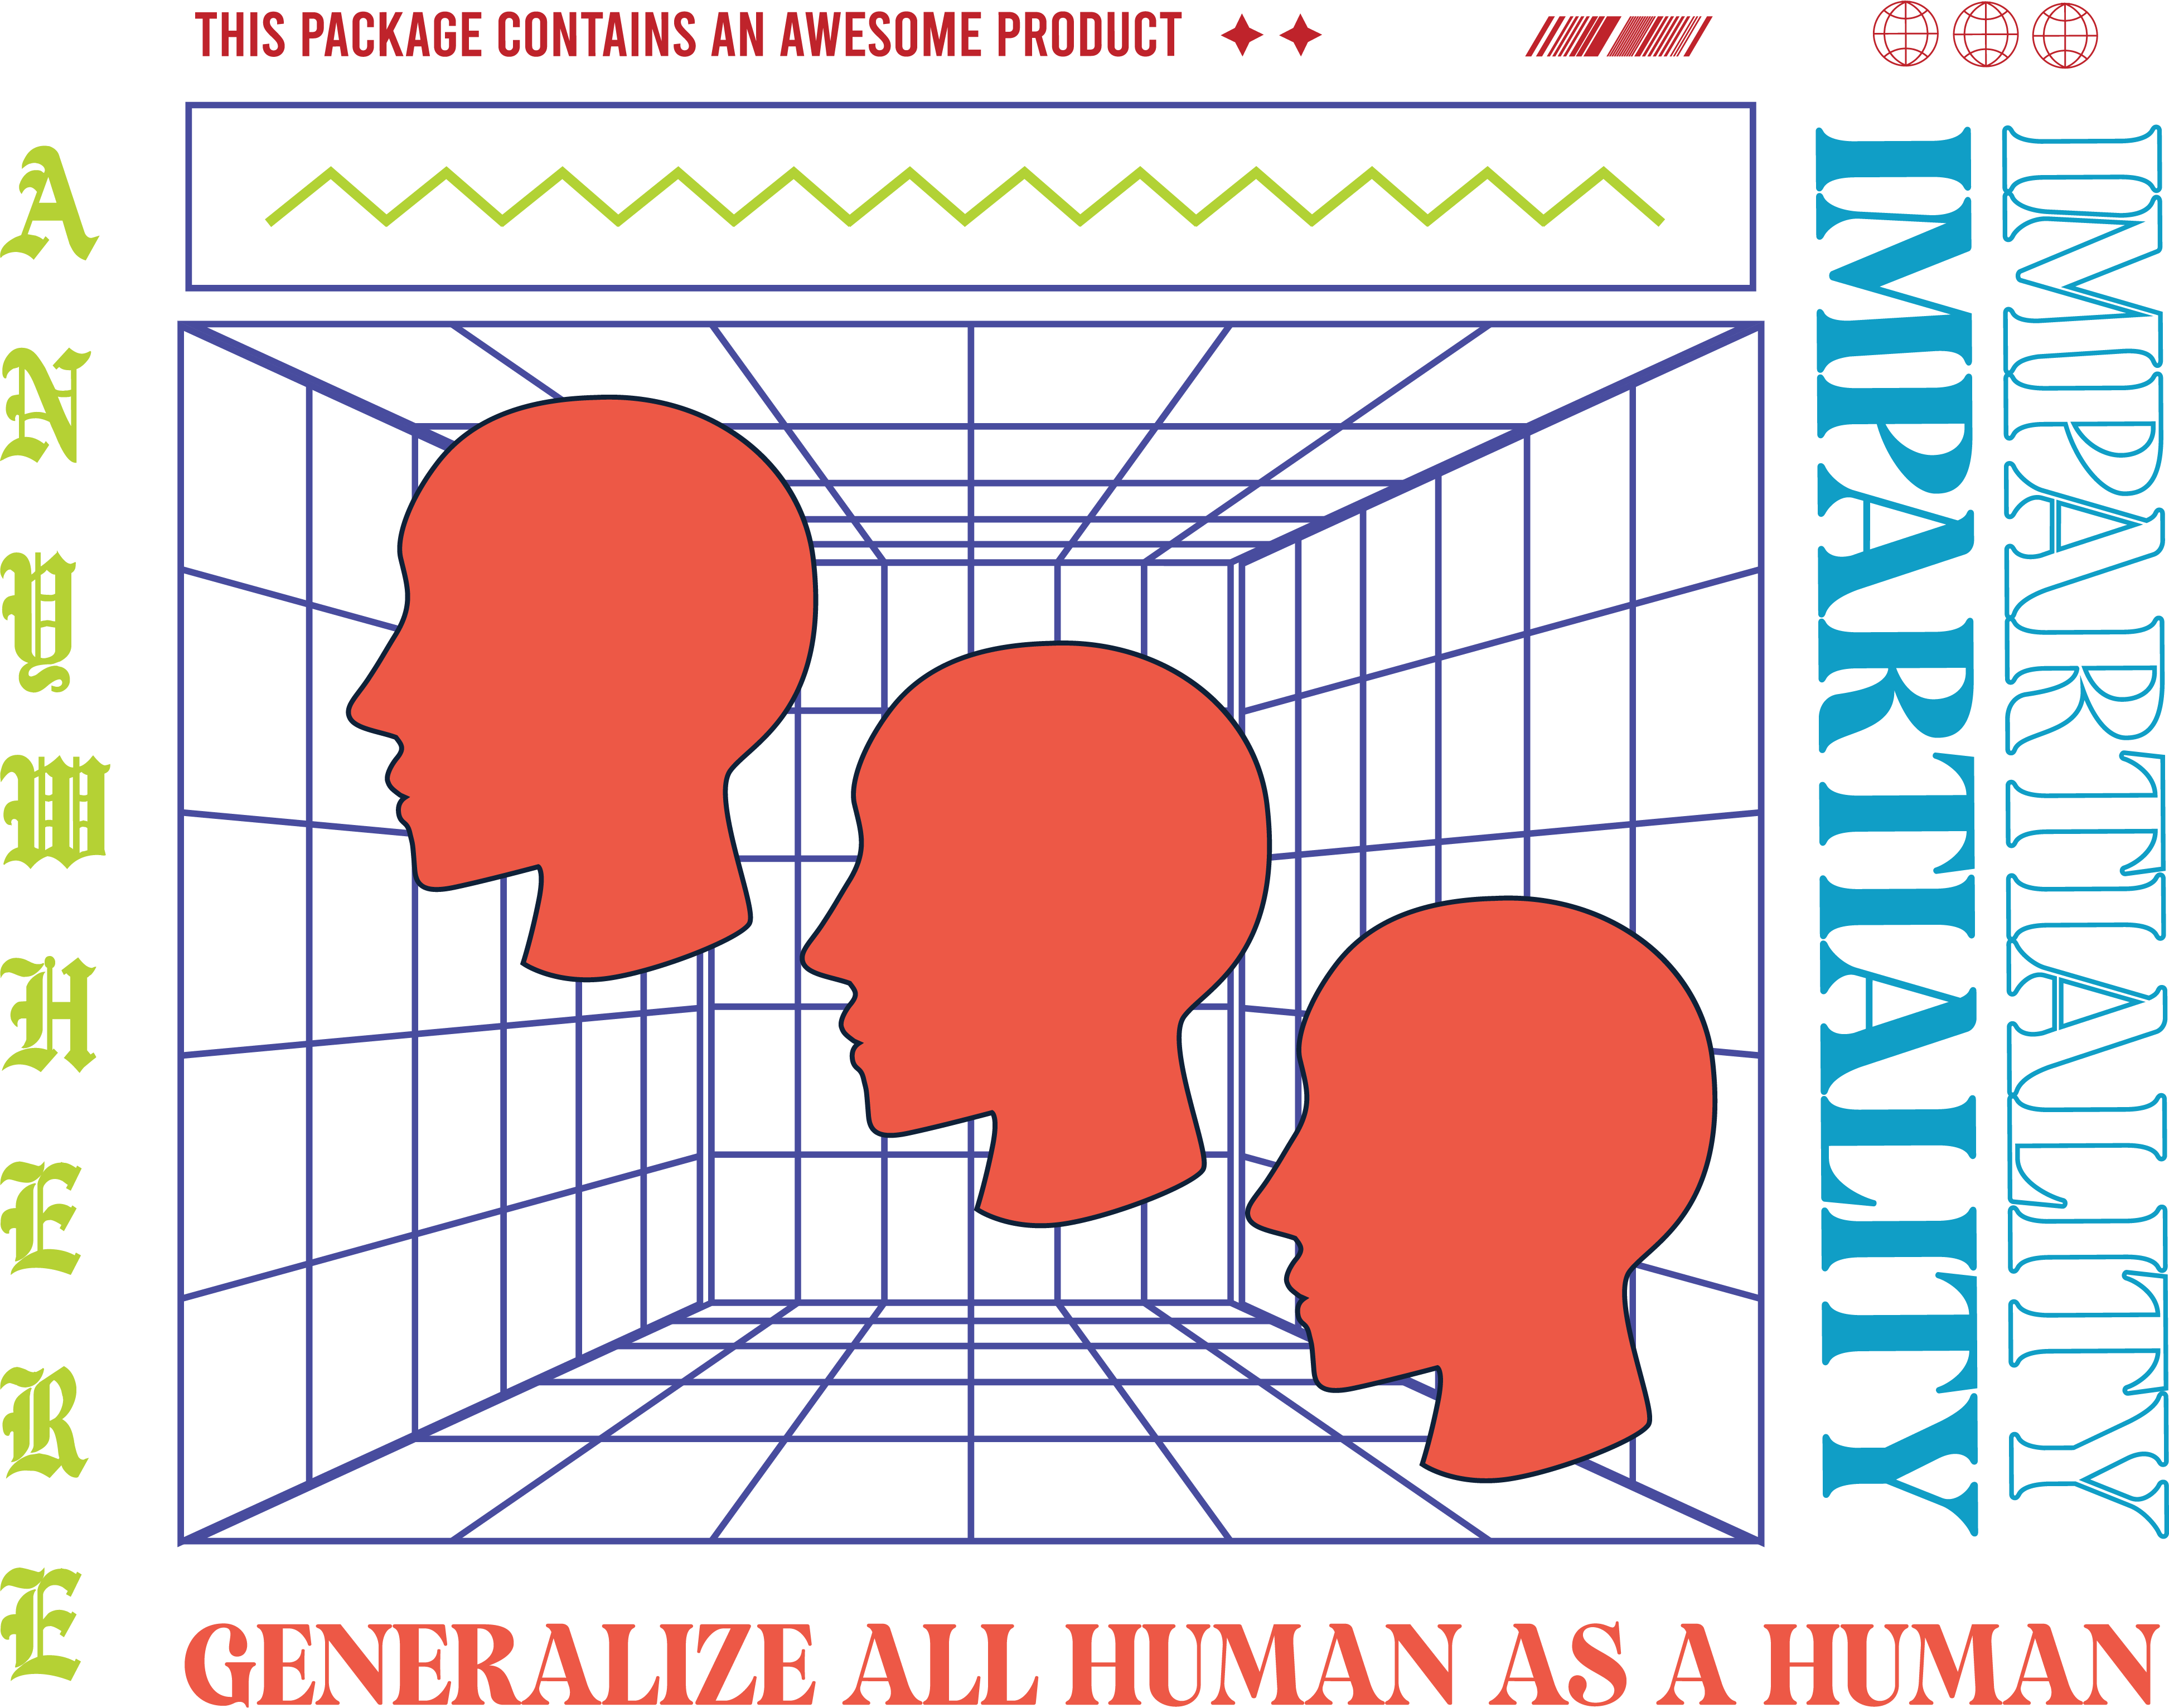 THIS PACKAGE CONTAINS AN AWESOME PRODUCT
ANYWHERE
IMPARTIALITY
IMPARTIALITY
GENERALIZE ALL HUMAN AS A HUMAN